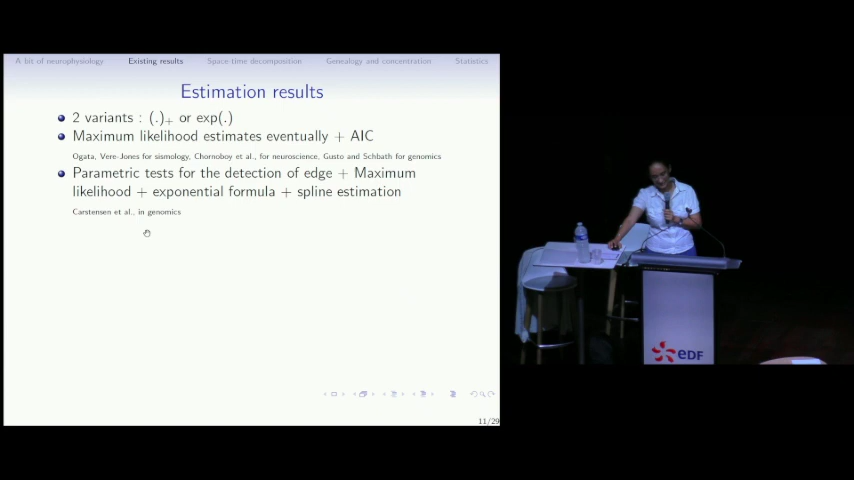 A bit of neurophysiology Existing results Space-time decomposition Genealogy and concentration Statistics
Estimation results
2 variants : (.)+ or exp(.)
Maximum likelihood estimates eventually + AIC
Ogata, Vere-Jones for sismology, Chornoboy et al., for neuroscience, Gusto and Schbath for genomics
Parametric tests for the detection of edge + Maximum
likelihood + exponential formula + spline estimation
Carstensen et al., in genomics
11/29
eDF